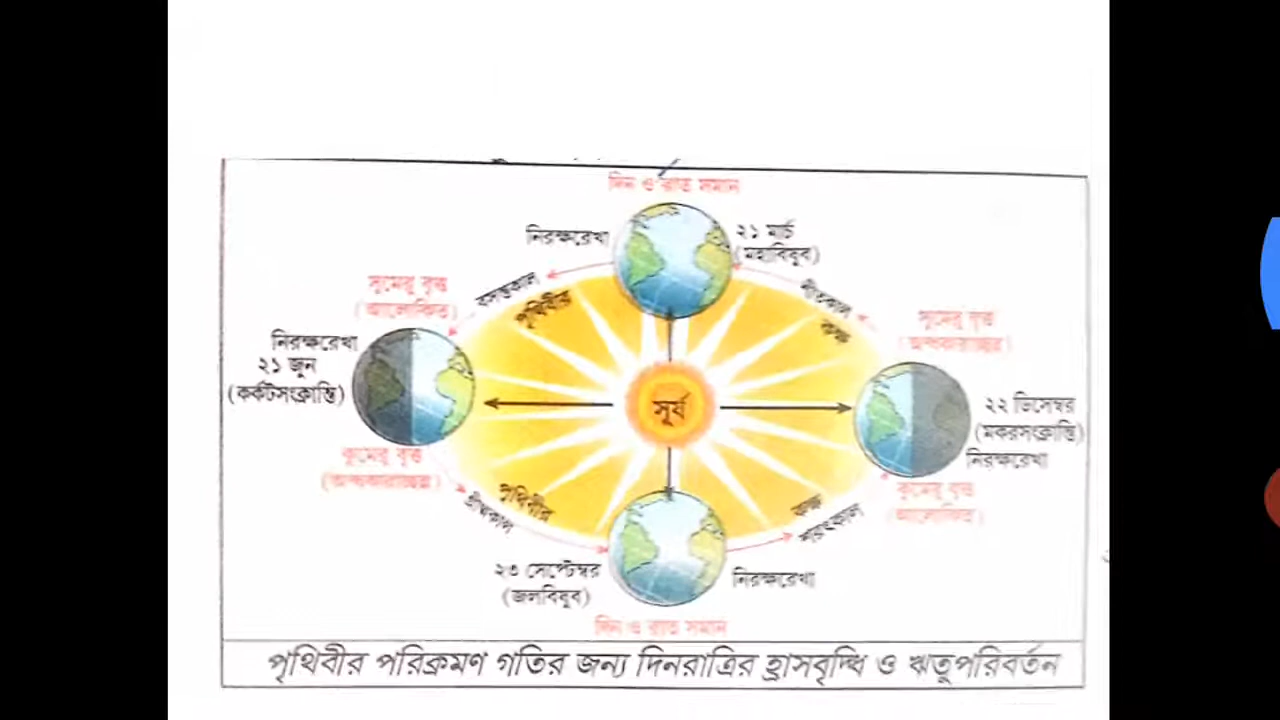 দিন ও রাত সমান
নিরক্ষরেখা
২১ মার্চ
(মহাবিষুব)
বসন্তকাল
পৃথিবীর
শীতকাল
কক্ষ
সুমেরু বৃত্ত
(আলোকিত)
নিরক্ষরেখা
২১ জুন
(কর্কটসংক্রান্তি)
সুমেরু বৃত্ত
(অন্ধকারাচ্ছন্ন)
সূর্য
২২ ডিসেম্বর
(মকরসংক্রান্তি)
নিরক্ষরেখা
কুমেরু বৃত্ত
(অন্ধকারাচ্ছন্ন)
কুমেরু বৃত্ত
(আলোকিত)
পৃথিবীর
গ্রীষ্মকাল
কক্ষ
শরৎকাল
২৩ সেপ্টেম্বর
(জলবিষুব)
নিরক্ষরেখা
দিন ও রাত সমান
পৃথিবীর পরিক্রমণ গতির জন্য দিনরাত্রির হ্রাসবৃদ্ধি ও ঋতুপরিবর্তন